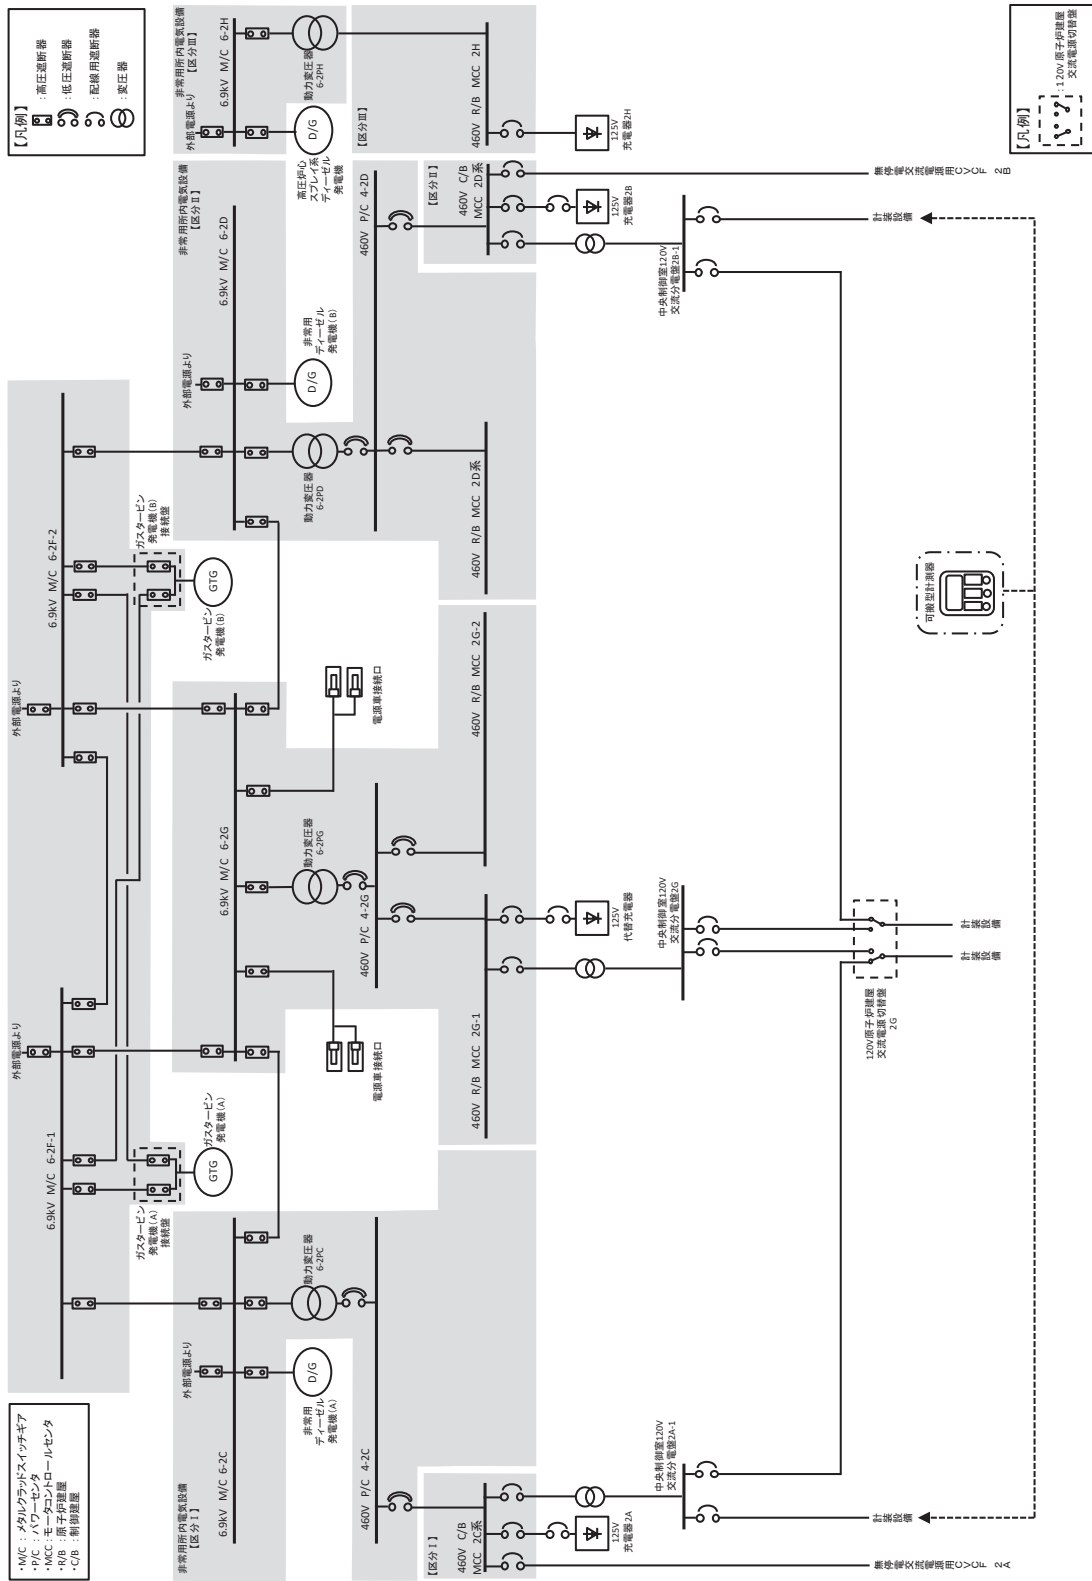 ・M/C : メタルクラッドスイッチギア
・P/C : パワーセンタ
・MCC : モータコントロールセンタ
・R/B : 原子炉建屋
・C/B : 制御建屋
【凡例】
：高圧遮断器
：低圧遮断器
：配線用遮断器
：変圧器
外部電源より
外部電源より
6.9kV M/C 6-2F-1
6.9kV M/C 6-2F-2
ガスタービン
発電機(A)
接続盤
ガスタービン
発電機(A)
GTG
ガスタービン
発電機(B)
接続盤
ガスタービン
発電機(B)
GTG
非常用所内電気設備
【区分Ⅰ】
外部電源より
6.9kV M/C 6-2C
非常用
ディーゼル
発電機(A)
D/G
動力変圧器
6-2PC
460V P/C 4-2C
6.9kV M/C 6-2G
動力変圧器
6-2PG
電源車接続口
電源車接続口
460V P/C 4-2G
非常用所内電気設備
【区分Ⅱ】
外部電源より
6.9kV M/C 6-2D
動力変圧器
6-2PD
非常用
ディーゼル
発電機(B)
D/G
460V P/C 4-2D
非常用所内電気設備
【区分Ⅲ】
外部電源より
6.9kV M/C 6-2H
高圧炉心
スプレイ系
ディーゼル
発電機
D/G
動力変圧器
6-2PH
【区分Ⅲ】
【区分Ⅰ】
460V C/B
MCC 2C系
460V R/B MCC 2G-1
460V R/B MCC 2G-2
460V R/B MCC 2D系
【区分Ⅱ】
460V C/B
MCC 2D系
460V R/B MCC 2H
125V
充電器2A
125V
代替充電器
125V
充電器2B
125V
充電器2H
中央制御室120V
交流分電盤2A-1
中央制御室120V
交流分電盤2G
中央制御室120V
交流分電盤2B-1
120V原子炉建屋
交流電源切替盤
2G
無停電交流電源用CVCF 2A
計装設備
計装設備
計装設備
計装設備
無停電交流電源用CVCF 2B
可搬型計測器
【凡例】
：120V原子炉建屋
交流電源切替盤